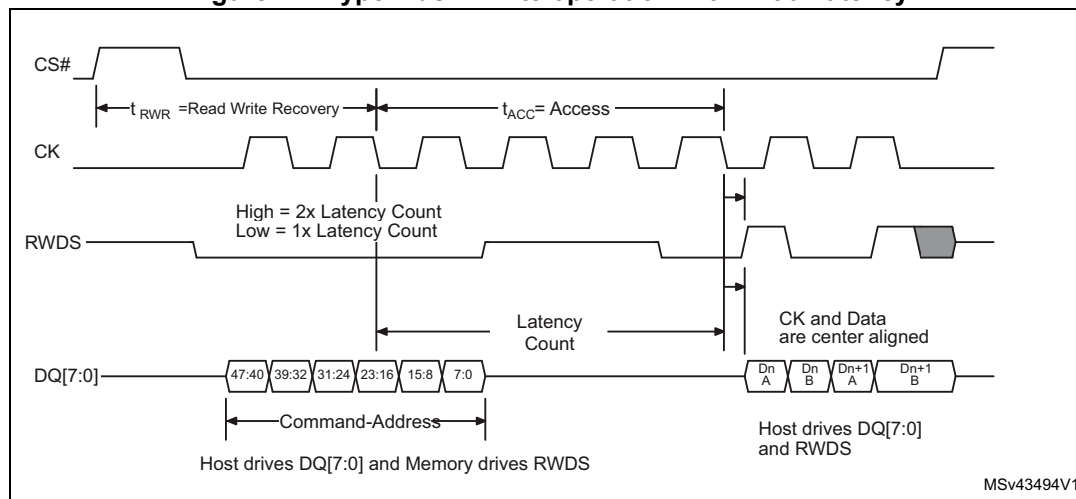 CS#
t RWR =Read Write Recovery
tACC= Access
CK
High = 2x Latency Count
Low = 1x Latency Count
RWDS
Latency
Count
CK and Data
are center aligned
DQ[7:0]
47:40 39:32 31:24 23:16 15:8 7:0
Dn
A
Dn
B
Dn+1
A
Dn+1
B
Command-Address
Host drives DQ[7:0] and Memory drives RWDS
Host drives DQ[7:0]
and RWDS
MSv43494V1